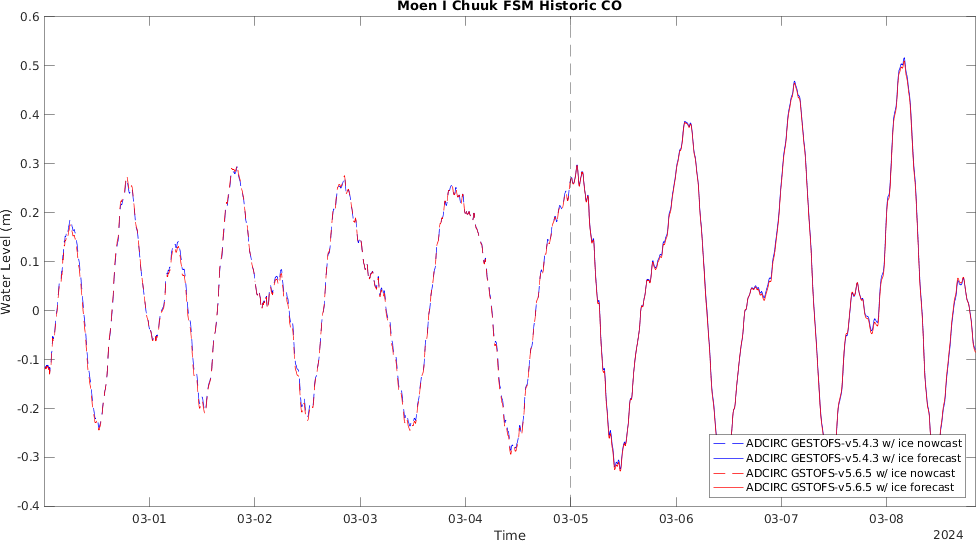 Moen I Chuuk FSM Historic CO
0.6
0.5
0.4
0.3
0.2
0.1
0
-0.1
-0.2
-0.3
-0.4
Water Level (m)
ADCIRC GESTOFS-v5.4.3 w/ ice nowcast
ADCIRC GESTOFS-v5.4.3 w/ ice forecast
ADCIRC GSTOFS-v5.6.5 w/ ice nowcast
ADCIRC GSTOFS-v5.6.5 w/ ice forecast
03-01 03-02 03-03 03-04 03-05 03-06 03-07 03-08
Time
2024